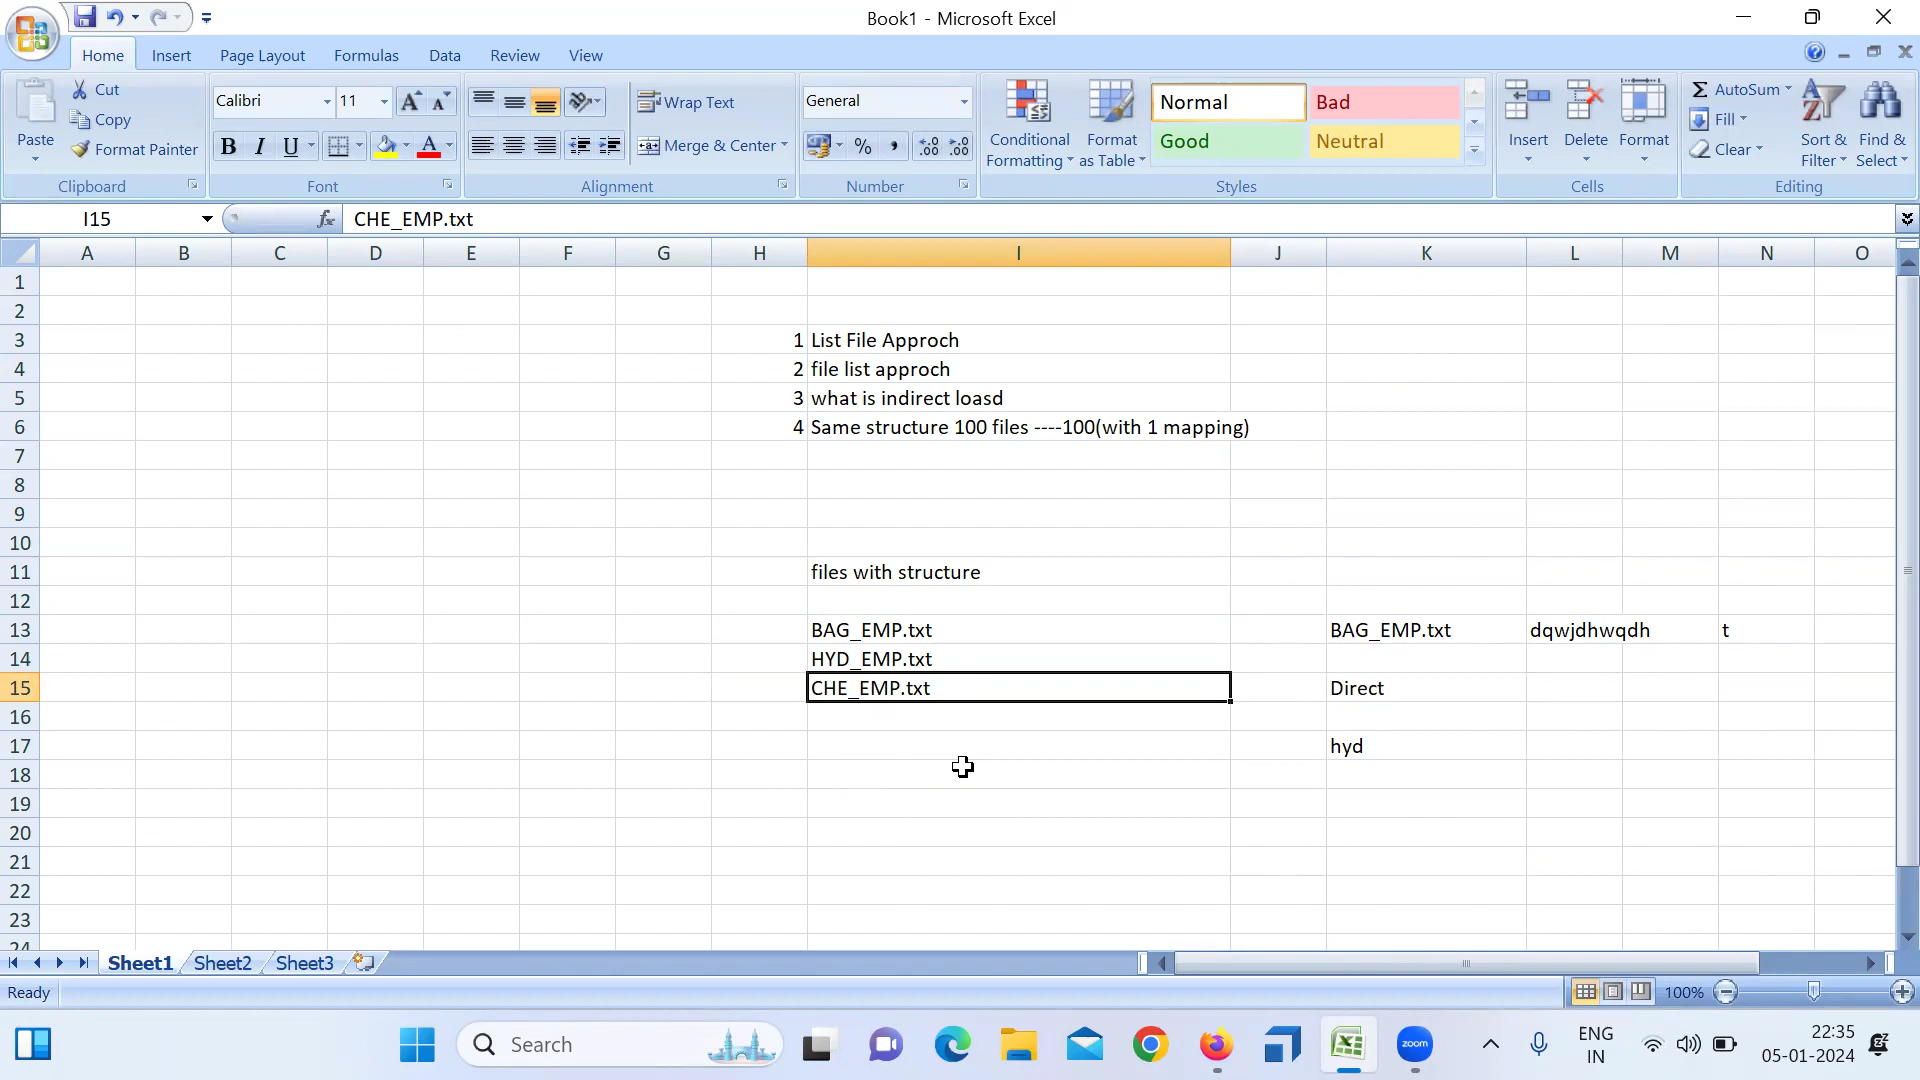 Book1 - Microsoft Excel
Home Insert Page Layout Formulas Data Review View
Paste
Cut
Copy
Format Painter
Clipboard
Calibri 11
B I U
Font
Wrap Text
Merge & Center
Alignment
General
% ,
Number
Conditional Formatting
Format as Table
Normal Bad
Good Neutral
Styles
Insert Delete Format
Cells
AutoSum
Fill
Clear
Sort & Filter
Find & Select
Editing
I15 fx CHE_EMP.txt
A B C D E F G H I J K L M N O
1
2
3 1 List File Approch
4 2 file list approch
5 3 what is indirect loasd
6 4 Same structure 100 files ----100(with 1 mapping)
7
8
9
10
11 files with structure
12
13 BAG_EMP.txt BAG_EMP.txt dqwjdhwqdh t
14 HYD_EMP.txt
15 CHE_EMP.txt Direct
16
17 hyd
18
19
20
21
22
23
24
Sheet1 Sheet2 Sheet3
Ready 100%
Search zoom ENG IN 22:35 05-01-2024